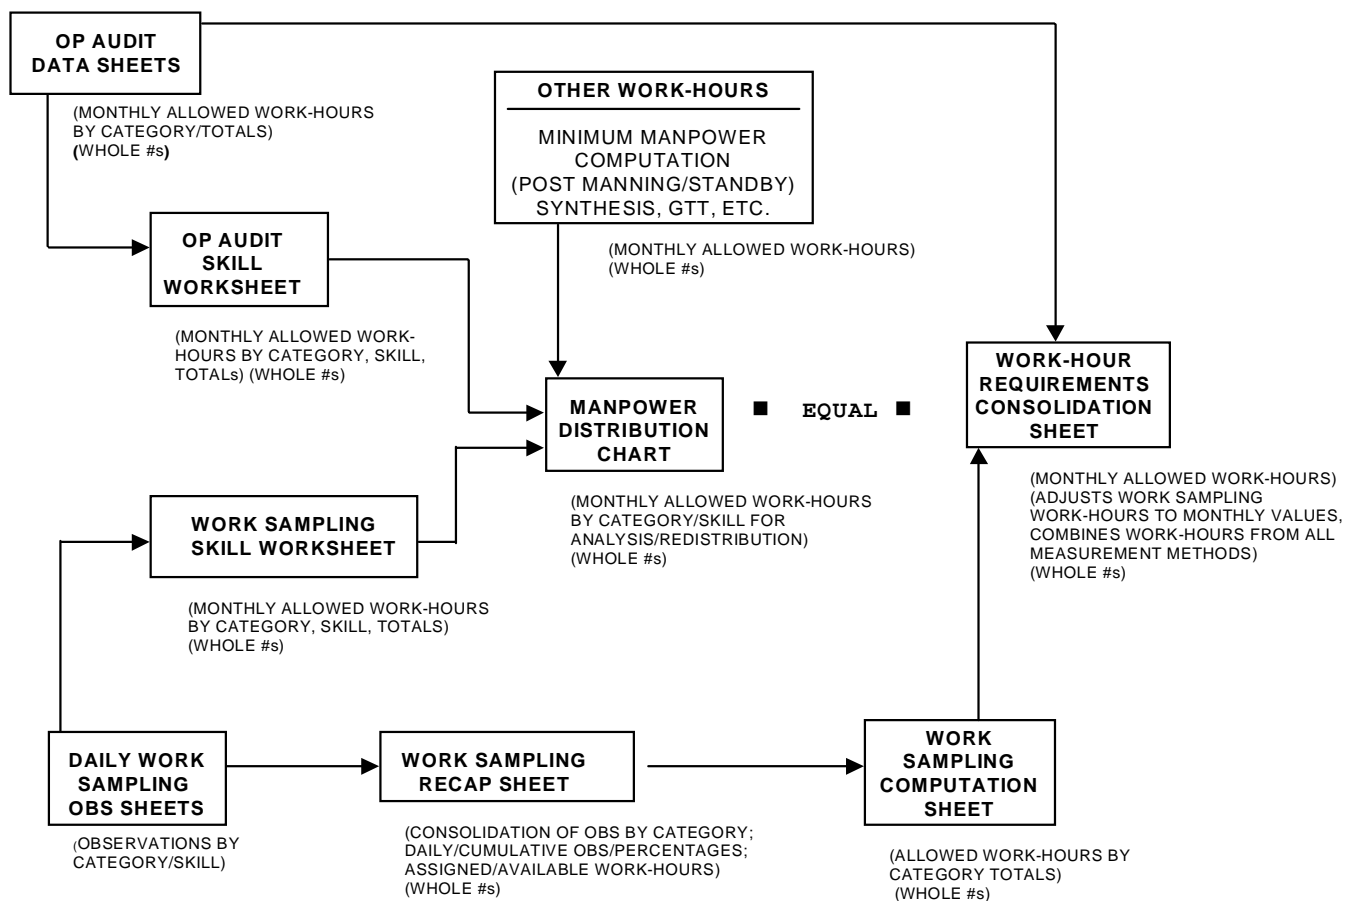 OP AUDIT
DATA SHEETS
(MONTHLY ALLOWED WORK-HOURS
BY CATEGORY/TOTALS)
(WHOLE #s)
OTHER WORK-HOURS
MINIMUM MANPOWER
COMPUTATION
(POST MANNING/STANDBY)
SYNTHESIS, GTT, ETC.
(MONTHLY ALLOWED WORK-HOURS)
(WHOLE #s)
OP AUDIT
SKILL
WORKSHEET
(MONTHLY ALLOWED WORK-
HOURS BY CATEGORY, SKILL,
TOTALs) (WHOLE #s)
MANPOWER
DISTRIBUTION
CHART
EQUAL
WORK-HOUR
REQUIREMENTS
CONSOLIDATION
SHEET
(MONTHLY ALLOWED WORK-HOURS
BY CATEGORY/SKILL FOR
ANALYSIS/REDISTRIBUTION)
(WHOLE #s)
(MONTHLY ALLOWED WORK-HOURS)
(ADJUSTS WORK SAMPLING
WORK-HOURS TO MONTHLY VALUES,
COMBINES WORK-HOURS FROM ALL
MEASUREMENT METHODS)
(WHOLE #s)
WORK SAMPLING
SKILL WORKSHEET
(MONTHLY ALLOWED WORK-HOURS
BY CATEGORY, SKILL, TOTALS)
(WHOLE #s)
DAILY WORK
SAMPLING
OBS SHEETS
(OBSERVATIONS BY
CATEGORY/SKILL)
WORK SAMPLING
RECAP SHEET
(CONSOLIDATION OF OBS BY CATEGORY;
DAILY/CUMULATIVE OBS/PERCENTAGES;
ASSIGNED/AVAILABLE WORK-HOURS)
(WHOLE #s)
WORK
SAMPLING
COMPUTATION
SHEET
(ALLOWED WORK-HOURS BY
CATEGORY TOTALS)
(WHOLE #s)